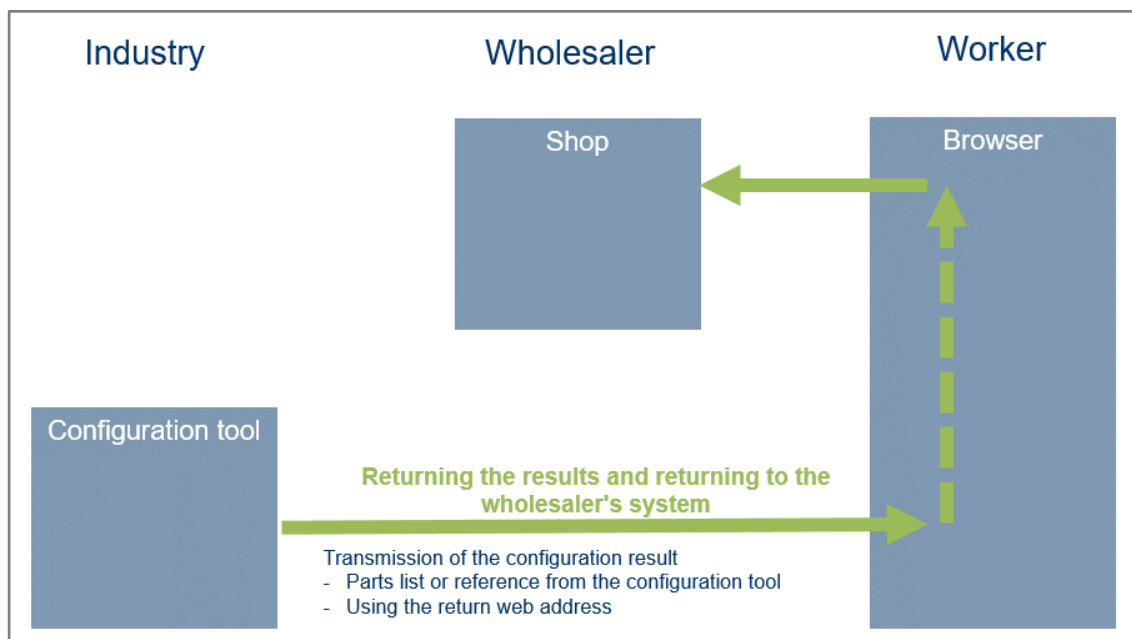 Industry
Wholesaler
Worker
Shop
Browser
Configuration tool
Returning the results and returning to the
wholesaler's system
Transmission of the configuration result
- Parts list or reference from the configuration tool
- Using the return web address